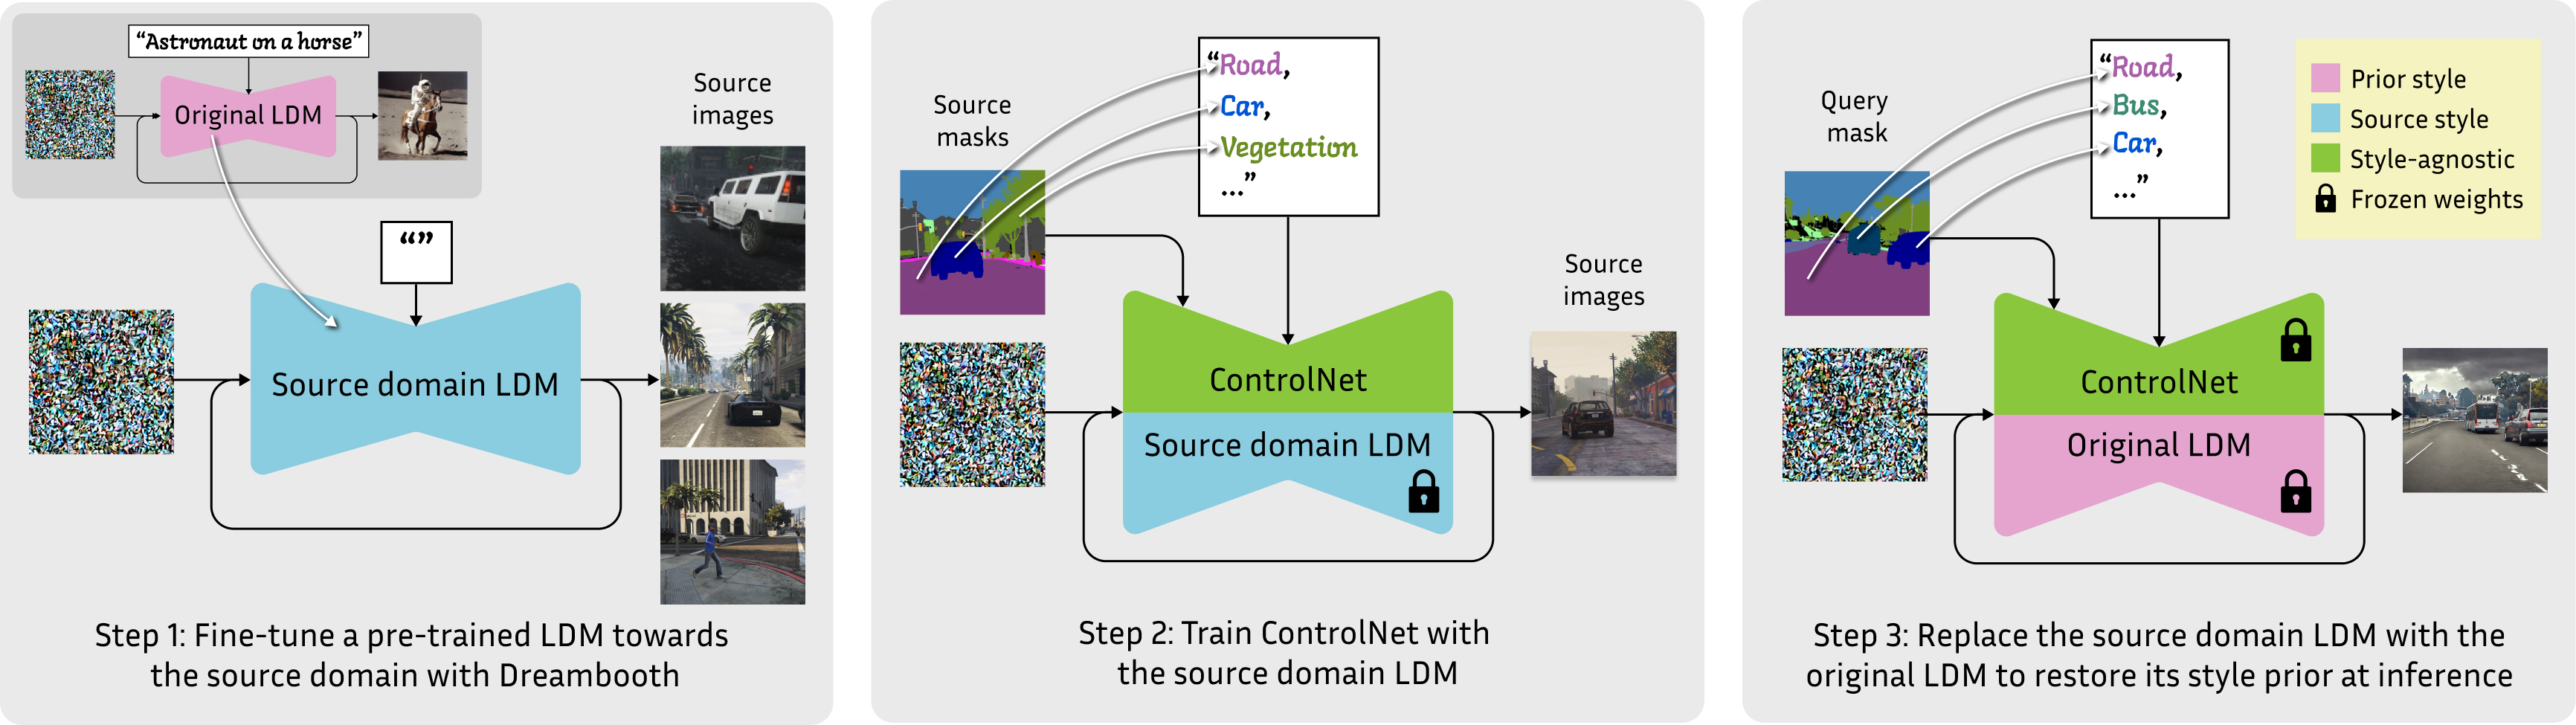 “Astronaut on a horse”
Original LDM
Source
images
“”
Source domain LDM
Step 1: Fine-tune a pre-trained LDM towards
the source domain with Dreambooth
Source
masks
“Road,
Car,
Vegetation
...”
ControlNet
Source domain LDM
Source
images
Step 2: Train ControlNet with
the source domain LDM
Query
mask
“Road,
Bus,
Car,
...”
ControlNet
Original LDM
Prior style
Source style
Style-agnostic
Frozen weights
Step 3: Replace the source domain LDM with the
original LDM to restore its style prior at inference